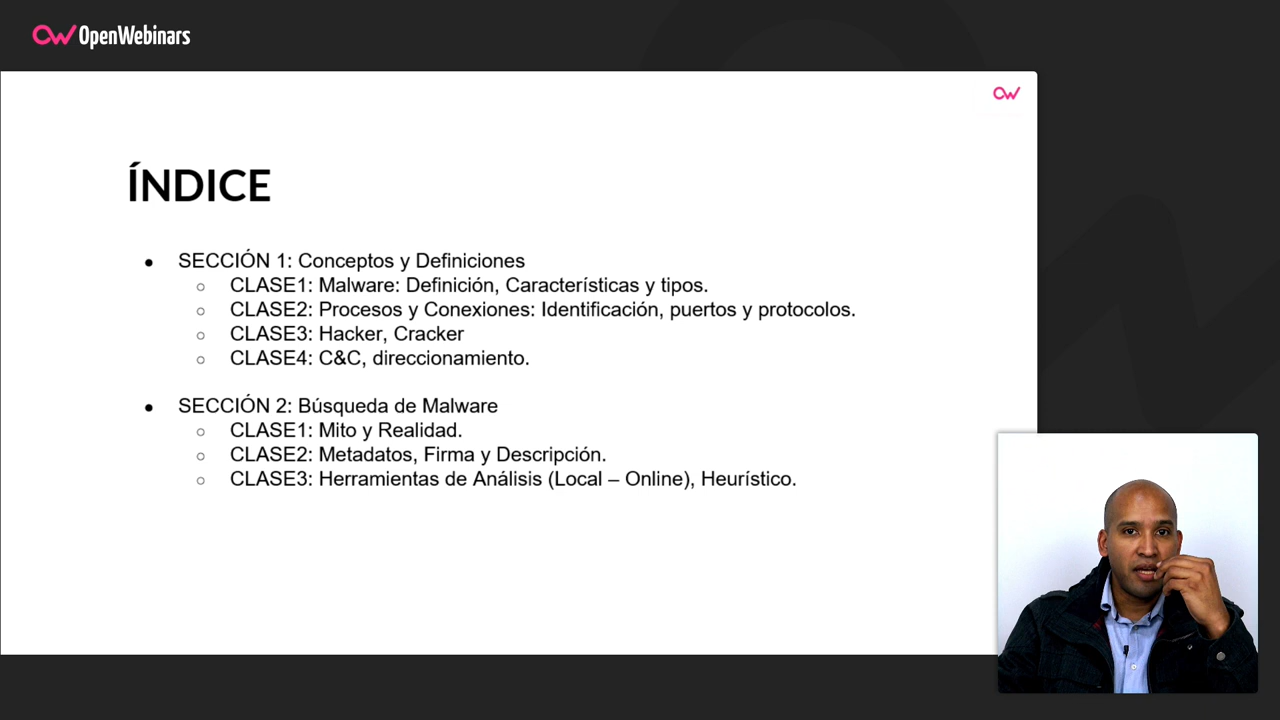 OW OpenWebinars
OW
ÍNDICE
● SECCIÓN 1: Conceptos y Definiciones
○ CLASE1: Malware: Definición, Características y tipos.
○ CLASE2: Procesos y Conexiones: Identificación, puertos y protocolos.
○ CLASE3: Hacker, Cracker
○ CLASE4: C&C, direccionamiento.
● SECCIÓN 2: Búsqueda de Malware
○ CLASE1: Mito y Realidad.
○ CLASE2: Metadatos, Firma y Descripción.
○ CLASE3: Herramientas de Análisis (Local – Online), Heurístico.